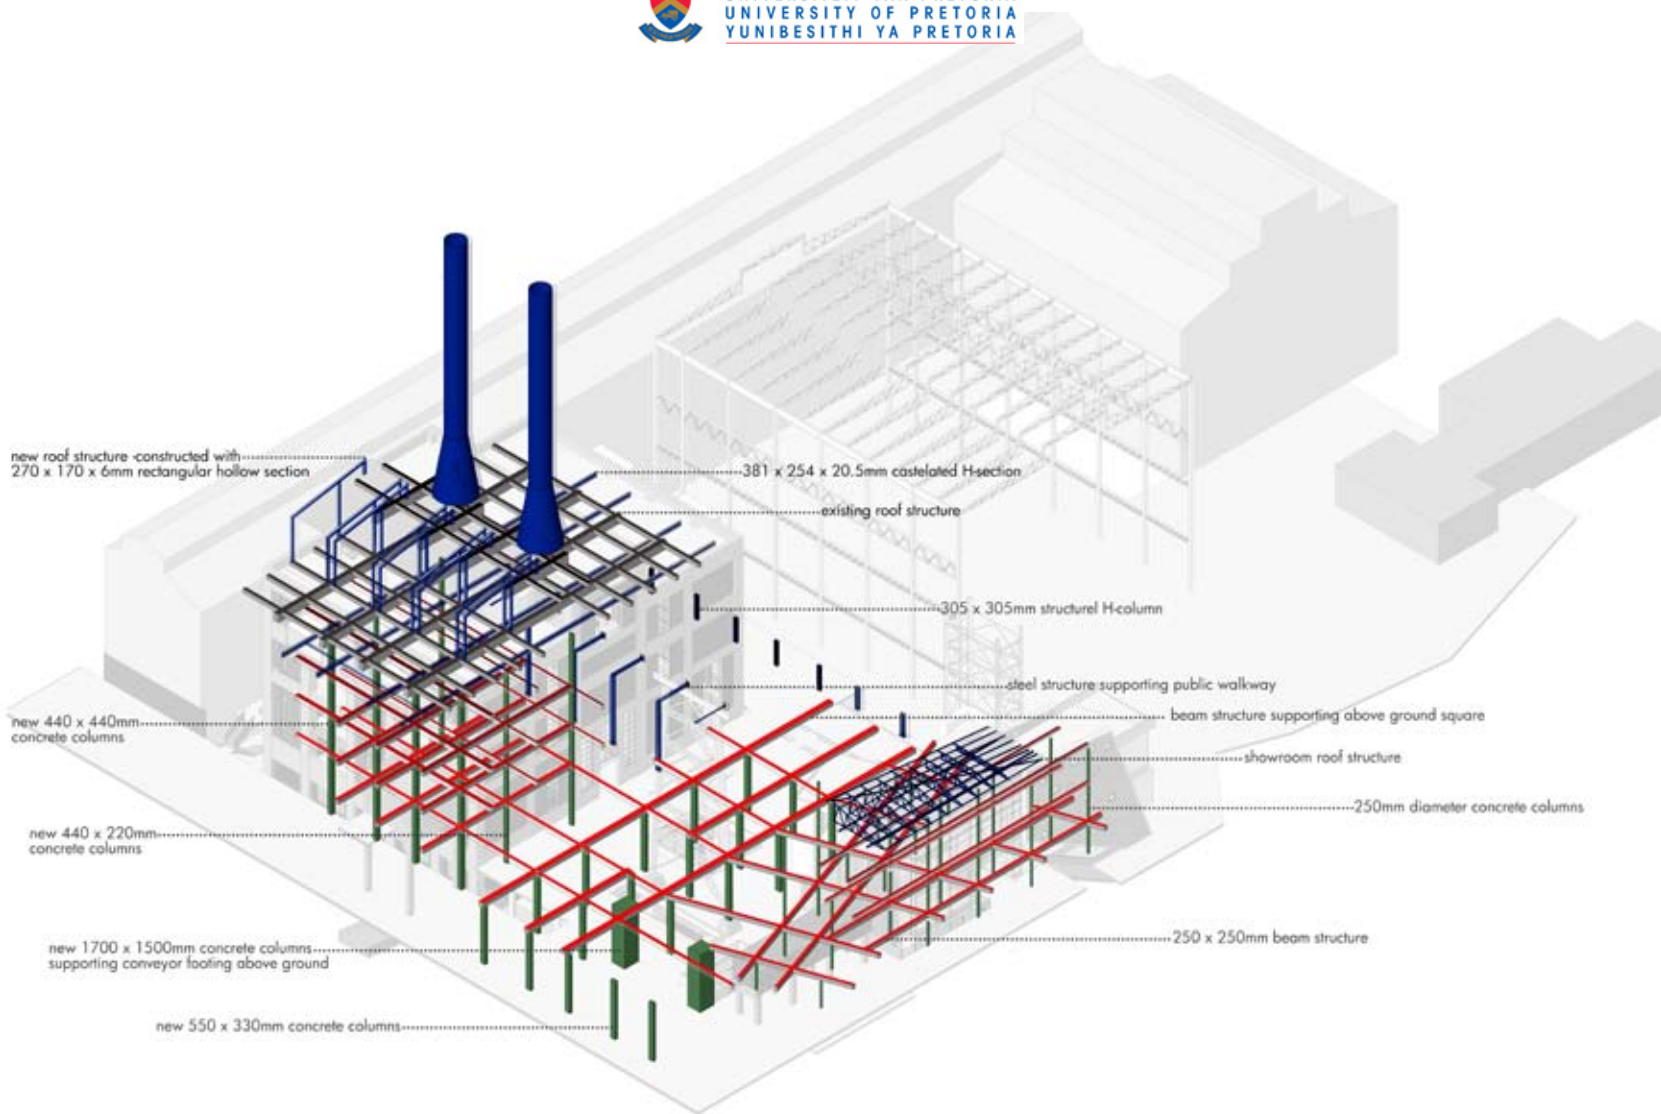 UNIVERSITY OF PRETORIA
YUNIBESITHI YA PRETORIA
new roof structure -constructed with
270 x 170 x 6mm rectangular hollow section
381 x 254 x 20.5mm castelated H-section
existing roof structure
305 x 305mm structurel H-column
steel structure supporting public walkway
new 440 x 440mm
concrete columns
beam structure supporting above ground square
showroom roof structure
250mm diameter concrete columns
new 440 x 220mm
concrete columns
250 x 250mm beam structure
new 1700 x 1500mm concrete columns
supporting conveyor footing above ground
new 550 x 330mm concrete columns